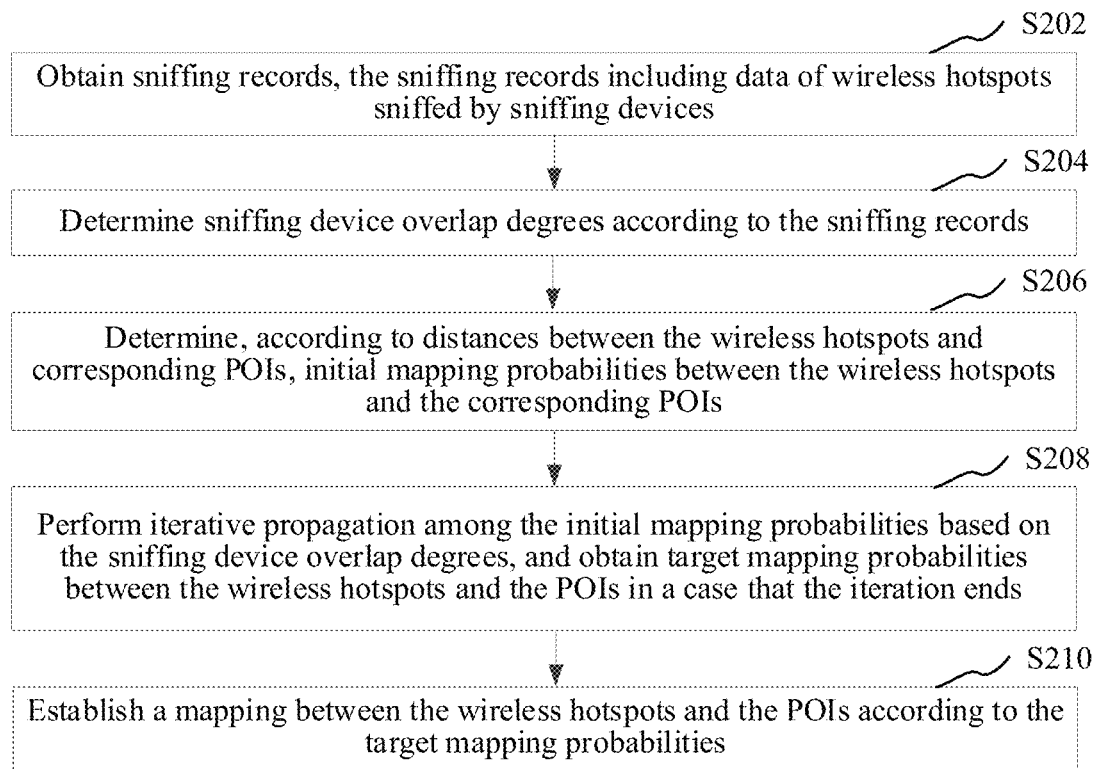 S202
Obtain sniffing records, the sniffing records including data of wireless hotspots
sniffed by sniffing devices
S204
Determine sniffing device overlap degrees according to the sniffing records
S206
Determine, according to distances between the wireless hotspots and
corresponding POIs, initial mapping probabilities between the wireless hotspots
and the corresponding POIs
S208
Perform iterative propagation among the initial mapping probabilities based on
the sniffing device overlap degrees, and obtain target mapping probabilities
between the wireless hotspots and the POIs in a case that the iteration ends
S210
Establish a mapping between the wireless hotspots and the POIs according to the
target mapping probabilities